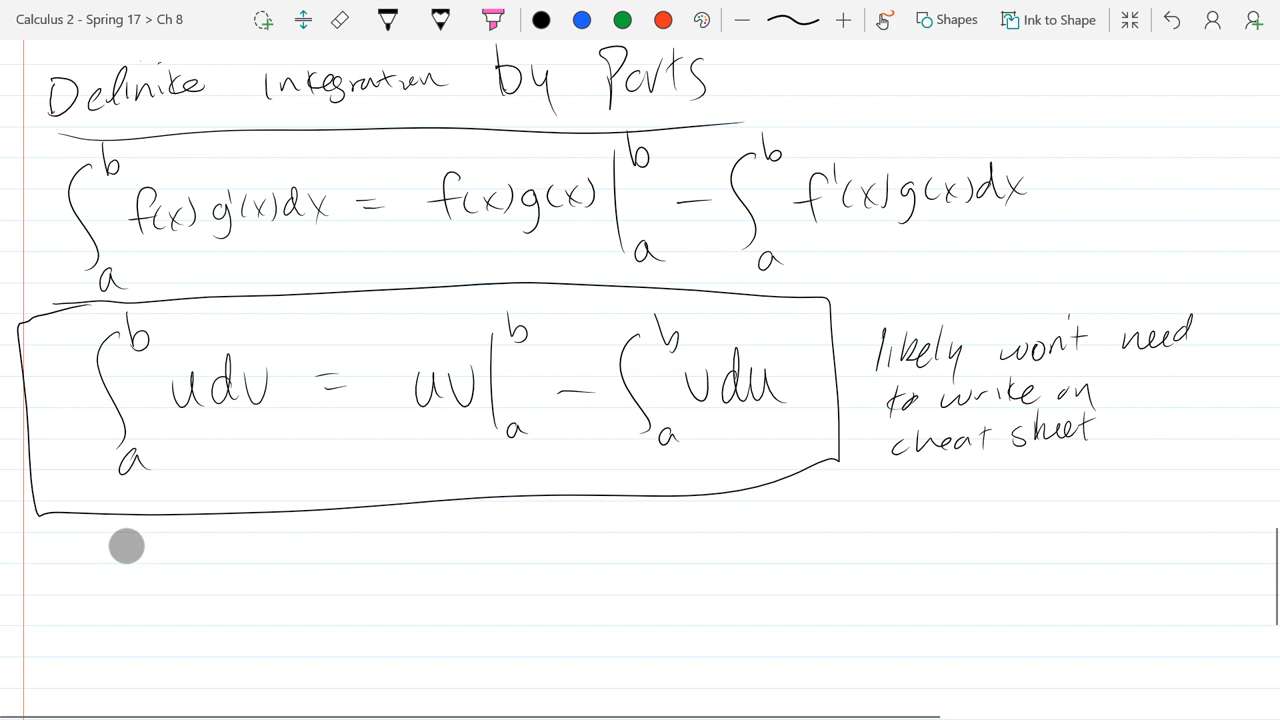 Calculus 2 - Spring 17 > Ch 8
Shapes
Ink to Shape
Definite Integration by Parts
∫_a^b f(x)g'(x)dx = f(x)g(x)|_a^b - ∫_a^b f'(x)g(x)dx
∫_a^b udv = uv|_a^b - ∫_a^b vdu
likely won't need
to write on
cheat sheet